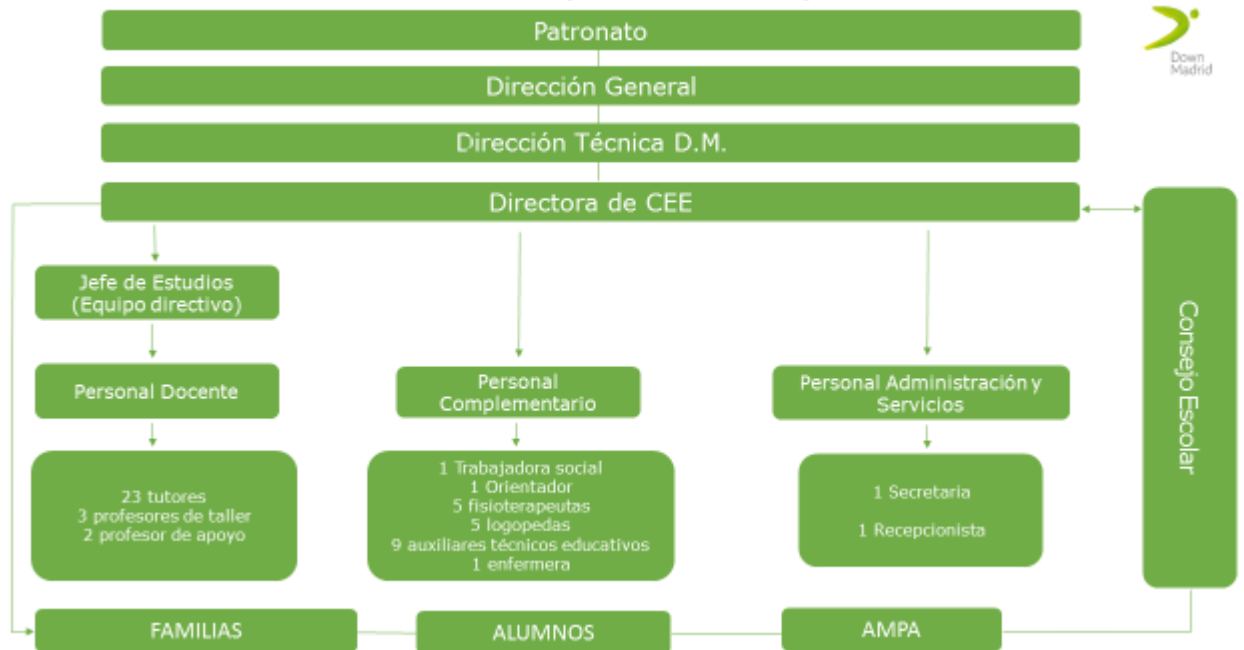 Patronato
Down
Madrid
Dirección General
Dirección Técnica D.M.
Directora de CEE
Jefe de Estudios
(Equipo directivo)
Personal Docente
23 tutores
3 profesores de taller
2 profesor de apoyo
Personal
Complementario
1 Trabajadora social
1 Orientador
5 fisioterapeutas
5 logopedas
9 auxiliares técnicos educativos
1 enfermera
Personal Administración y
Servicios
1 Secretaria
1 Recepcionista
Consejo Escolar
FAMILIAS
ALUMNOS
AMPA